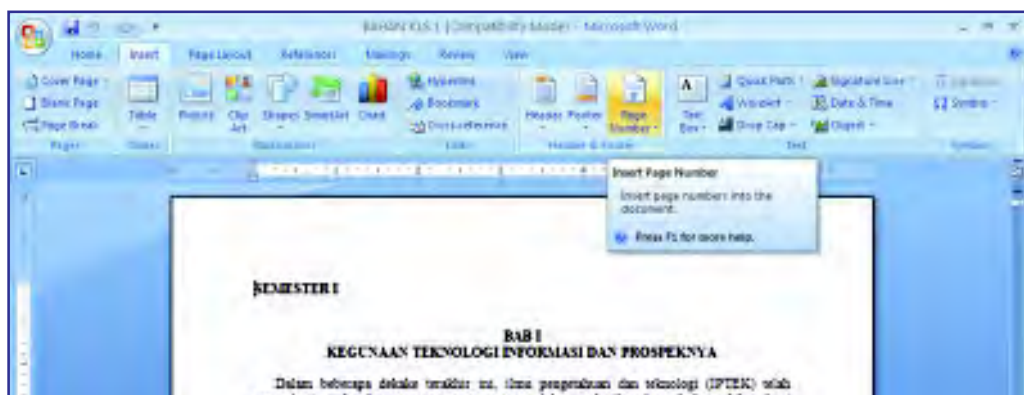 BAHAN KLS 1 [Compatibility Mode] - Microsoft Word
Home Insert Page Layout References Mailings Review View
Cover Page
Blank Page
Page Break
Table
Picture
Clip Art
Shapes
SmartArt
Chart
Hyperlink
Bookmark
Cross-reference
Header
Footer
Page Number
Text Box
Quick Parts
WordArt
Drop Cap
Signature Line
Date & Time
Object
Equation
Symbol
Pages Tables Illustrations Links Header & Footer Text Symbols
Insert Page Number
Insert page numbers into the
document.
Press F1 for more help.
SEMESTER I
BAB I
KEGUNAAN TEKNOLOGI INFORMASI DAN PROSPEKNYA
Dalam beberapa dekake terakhir ini, ilmu pengetahuan dan teknologi (IPTEK) telah